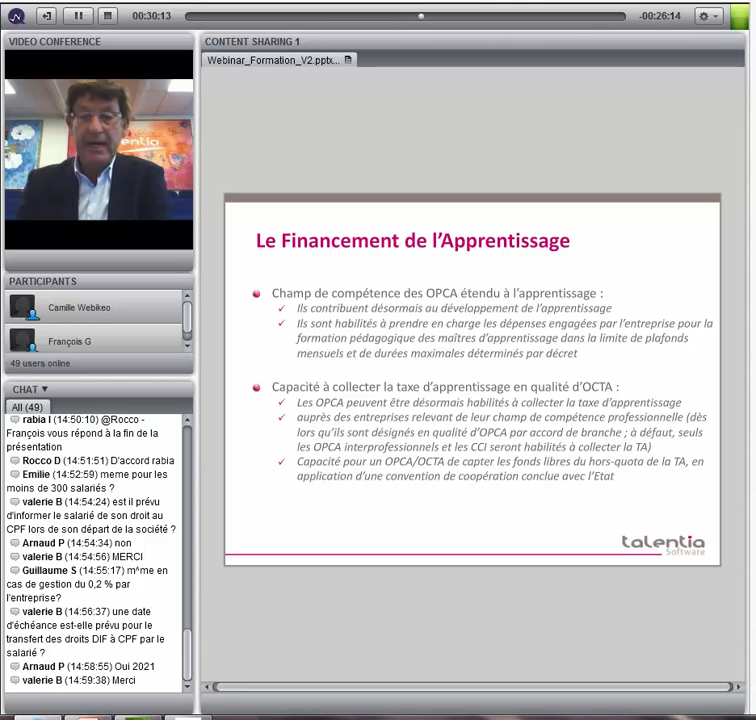 00:30:13
-00:26:14
VIDEO CONFERENCE
CONTENT SHARING 1
Webinar_Formation_V2.pptx...
entia
PARTICIPANTS
Camille Webikeo
François G
49 users online
CHAT
All (49)
rabia I (14:50:10) @Rocco -
François vous répond à la fin de la
présentation
Rocco D (14:51:51) D'accord rabia
Emilie (14:52:59) meme pour les
moins de 300 salariés ?
valerie B (14:54:24) est il prévu
d'informer le salarié de son droit au
CPF lors de son départ de la société ?
Arnaud P (14:54:34) non
valerie B (14:54:56) MERCI
Guillaume S (14:55:17) m^me en
cas de gestion du 0,2 % par
l'entreprise?
valerie B (14:56:37) une date
d'échéance est-elle prévu pour le
transfert des droits DIF à CPF par le
salarié ?
Arnaud P (14:58:55) Oui 2021
valerie B (14:59:38) Merci
Le Financement de l'Apprentissage
Champ de compétence des OPCA étendu à l'apprentissage :
Ils contribuent désormais au développement de l'apprentissage
Ils sont habilités à prendre en charge les dépenses engagées par l'entreprise pour la
formation pédagogique des maîtres d'apprentissage dans la limite de plafonds
mensuels et de durées maximales déterminés par décret
Capacité à collecter la taxe d'apprentissage en qualité d'OCTA :
Les OPCA peuvent être désormais habilités à collecter la taxe d'apprentissage
auprès des entreprises relevant de leur champ de compétence professionnelle (dès
lors qu'ils sont désignés en qualité d'OPCA par accord de branche ; à défaut, seuls
les OPCA interprofessionnels et les CCI seront habilités à collecter la TA)
Capacité pour un OPCA/OCTA de capter les fonds libres du hors-quota de la TA, en
application d'une convention de coopération conclue avec l'Etat
talentia
Software